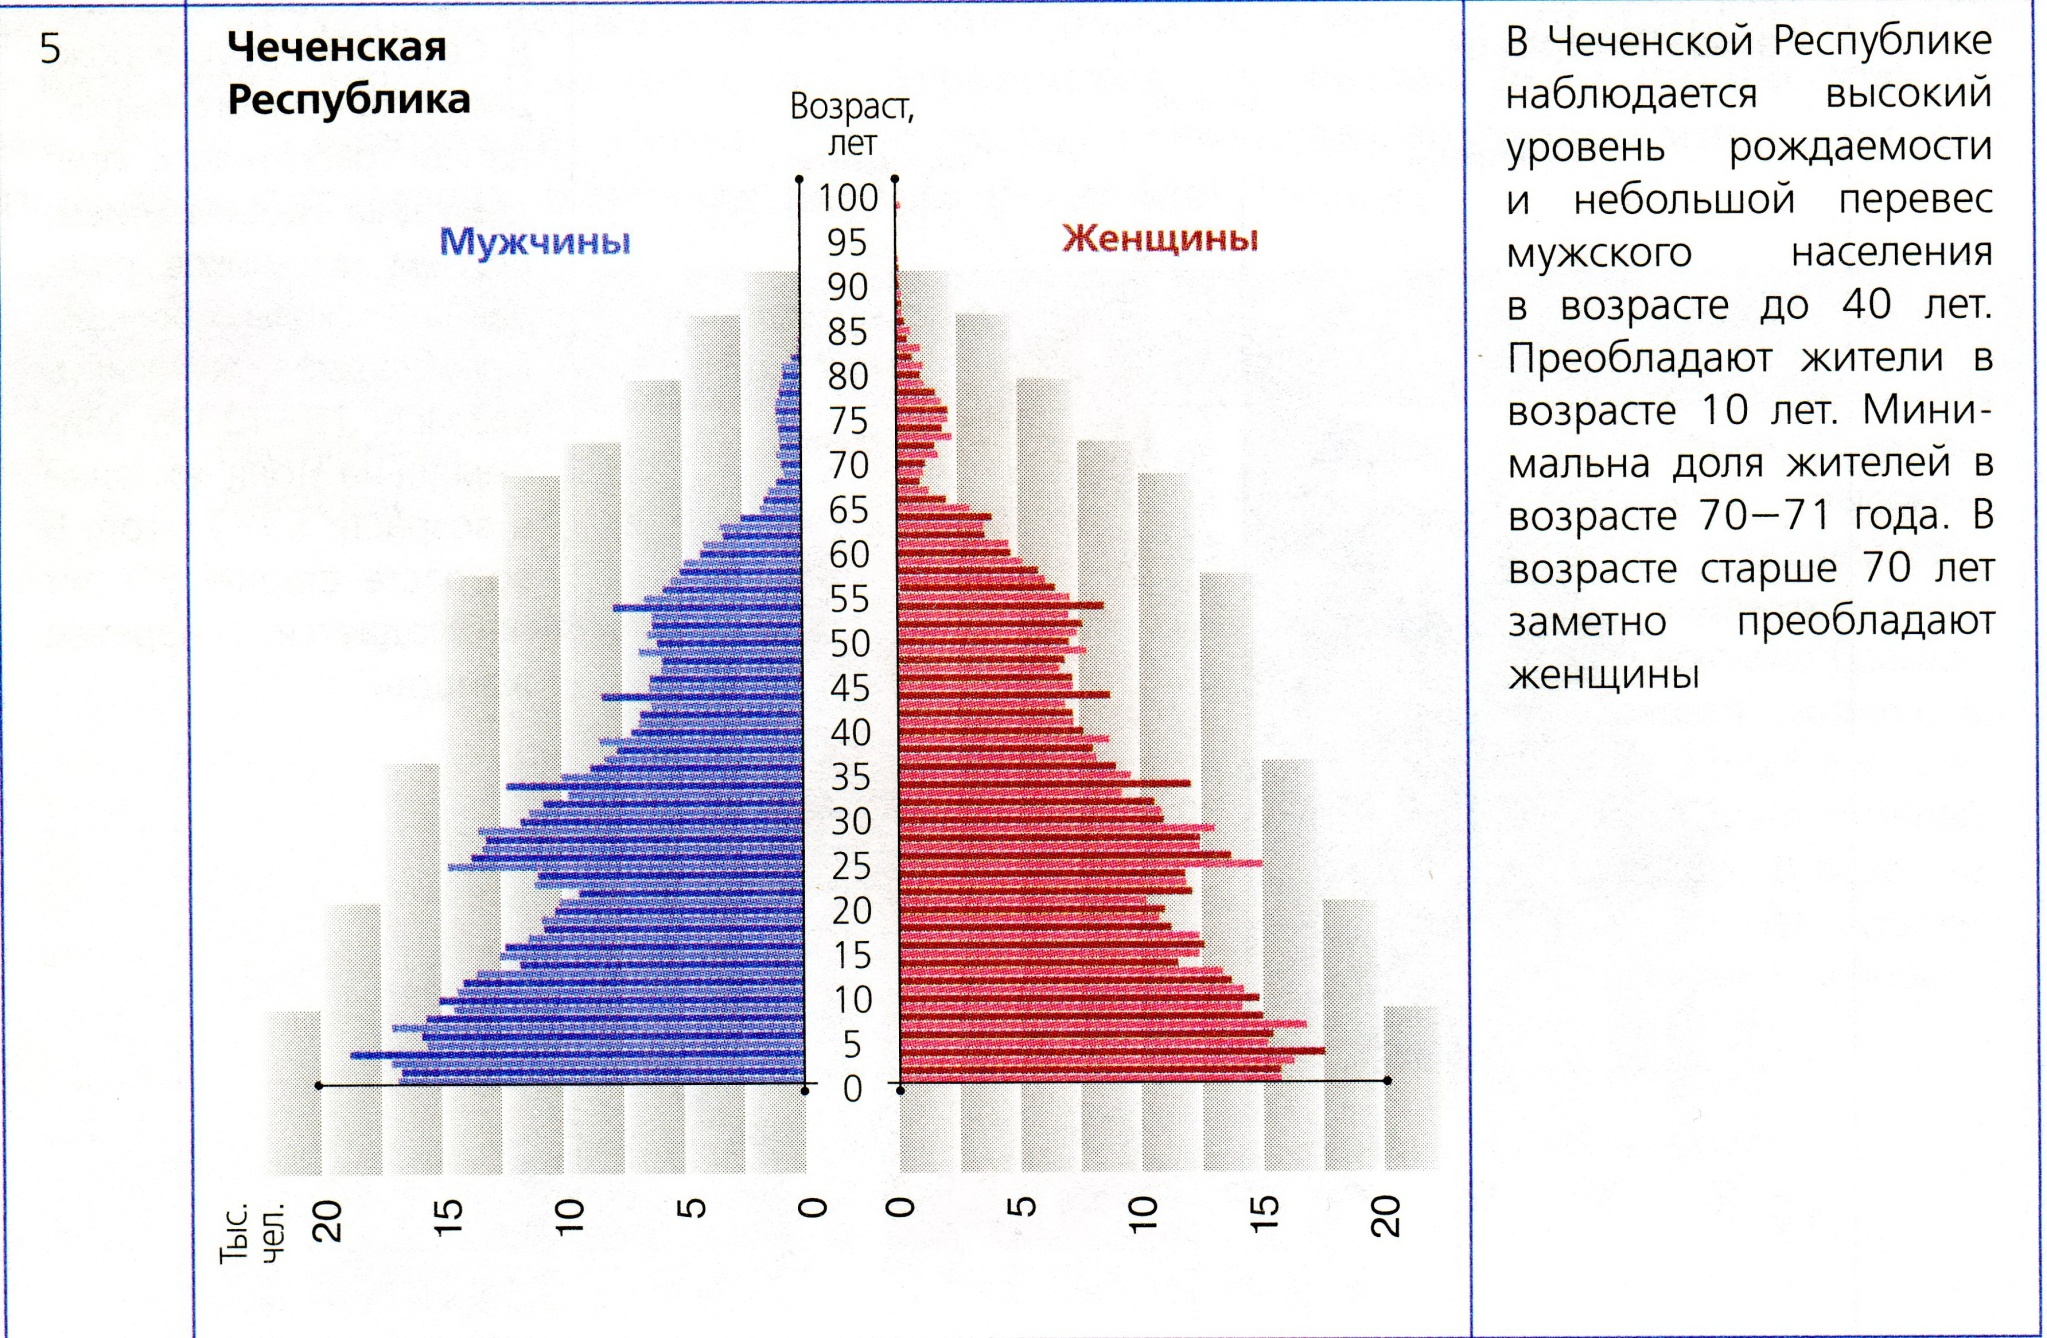 5
Чеченская
Республика
Возраст,
лет
Мужчины
Женщины
100
95
90
85
80
75
70
65
60
55
50
45
40
35
30
25
20
15
10
5
0
Тыс.
чел.
20
15
10
5
0
0
5
10
15
20
В Чеченской Республике
наблюдается высокий
уровень рождаемости
и небольшой перевес
мужского населения
в возрасте до 40 лет.
Преобладают жители в
возрасте 10 лет. Мини-
мальна доля жителей в
возрасте 70—71 года. В
возрасте старше 70 лет
заметно преобладают
женщины